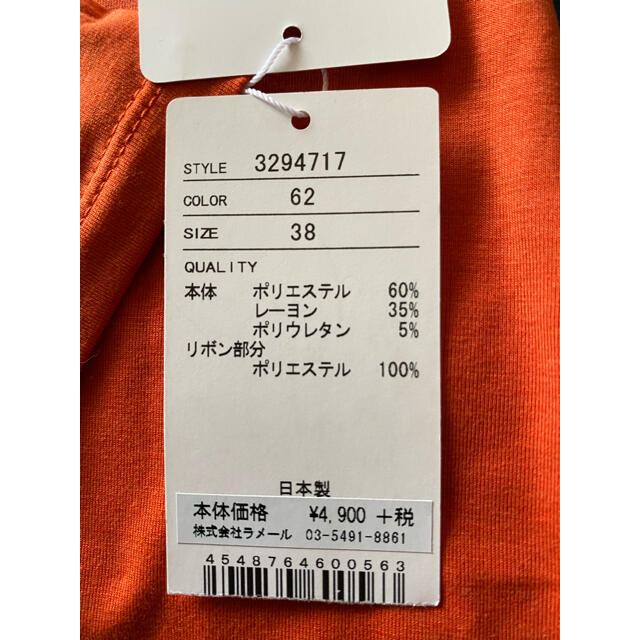 STYLE 3294717
COLOR 62
SIZE 38
QUALITY
本体 ポリエステル 60%
レーヨン 35%
ポリウレタン 5%
リボン部分
ポリエステル 100%
日本製
本体価格 ¥4,900 +税
株式会社ラメール 03-5491-8861
4548764600563